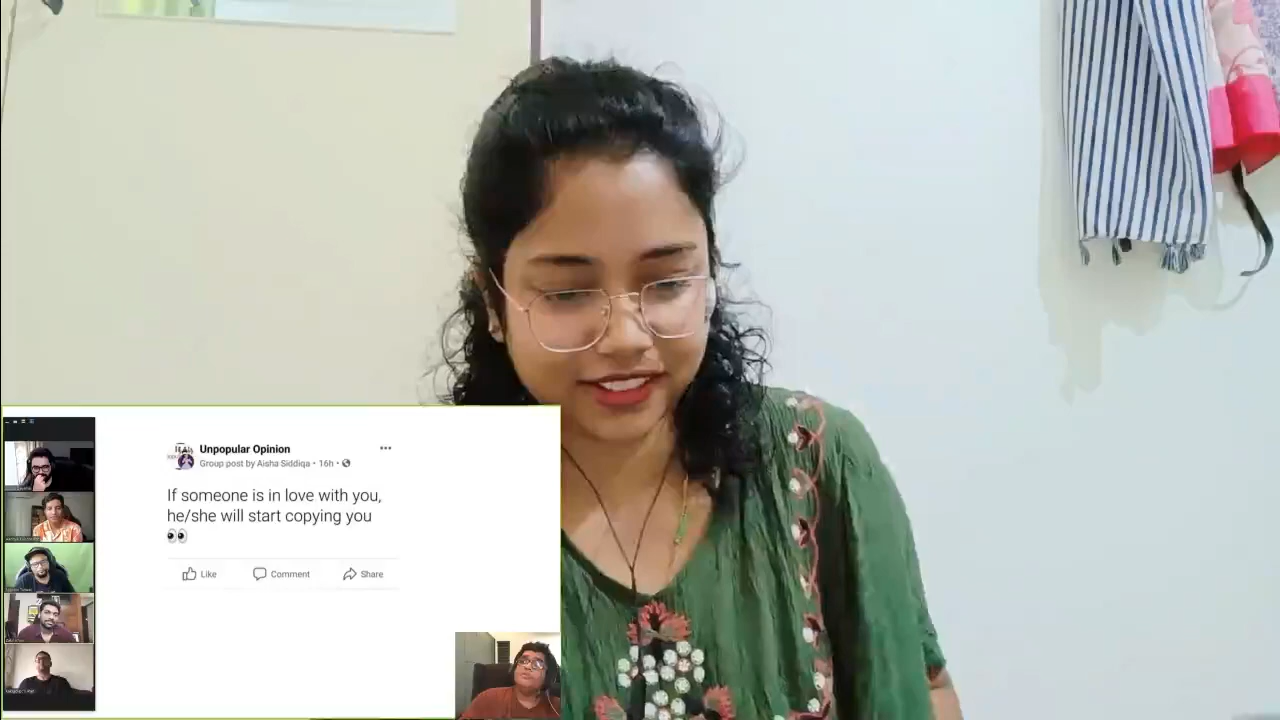 Unpopular Opinion
Group post by Aisha Siddiqa • 16h •
If someone is in love with you,
he/she will start copying you
👀
Like
Comment
Share